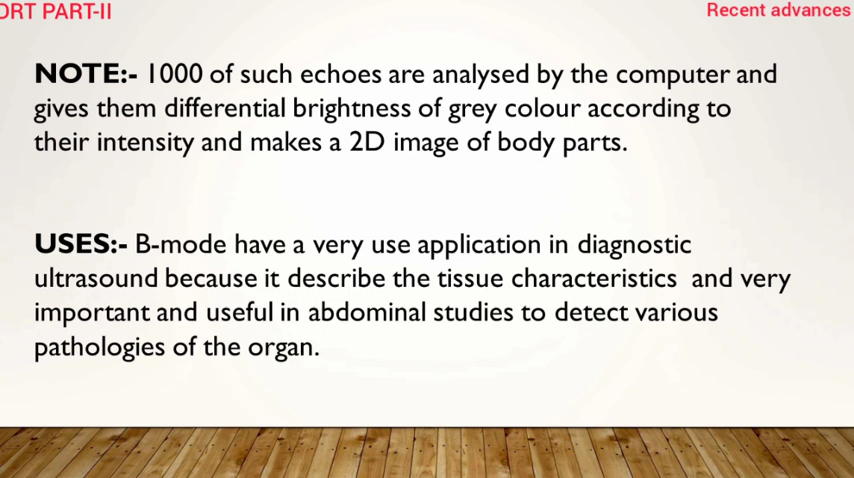 ORT PART-II
Recent advances
NOTE:- 1000 of such echoes are analysed by the computer and
gives them differential brightness of grey colour according to
their intensity and makes a 2D image of body parts.
USES:- B-mode have a very use application in diagnostic
ultrasound because it describe the tissue characteristics and very
important and useful in abdominal studies to detect various
pathologies of the organ.